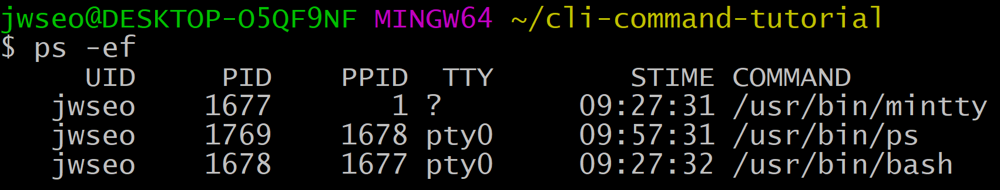 jwseo@DESKTOP-O5QF9NF MINGW64 ~/cli-command-tutorial
$ ps -ef
UID PID PPID TTY STIME COMMAND
jwseo 1677 1 ? 09:27:31 /usr/bin/mintty
jwseo 1769 1678 pty0 09:57:31 /usr/bin/ps
jwseo 1678 1677 pty0 09:27:32 /usr/bin/bash